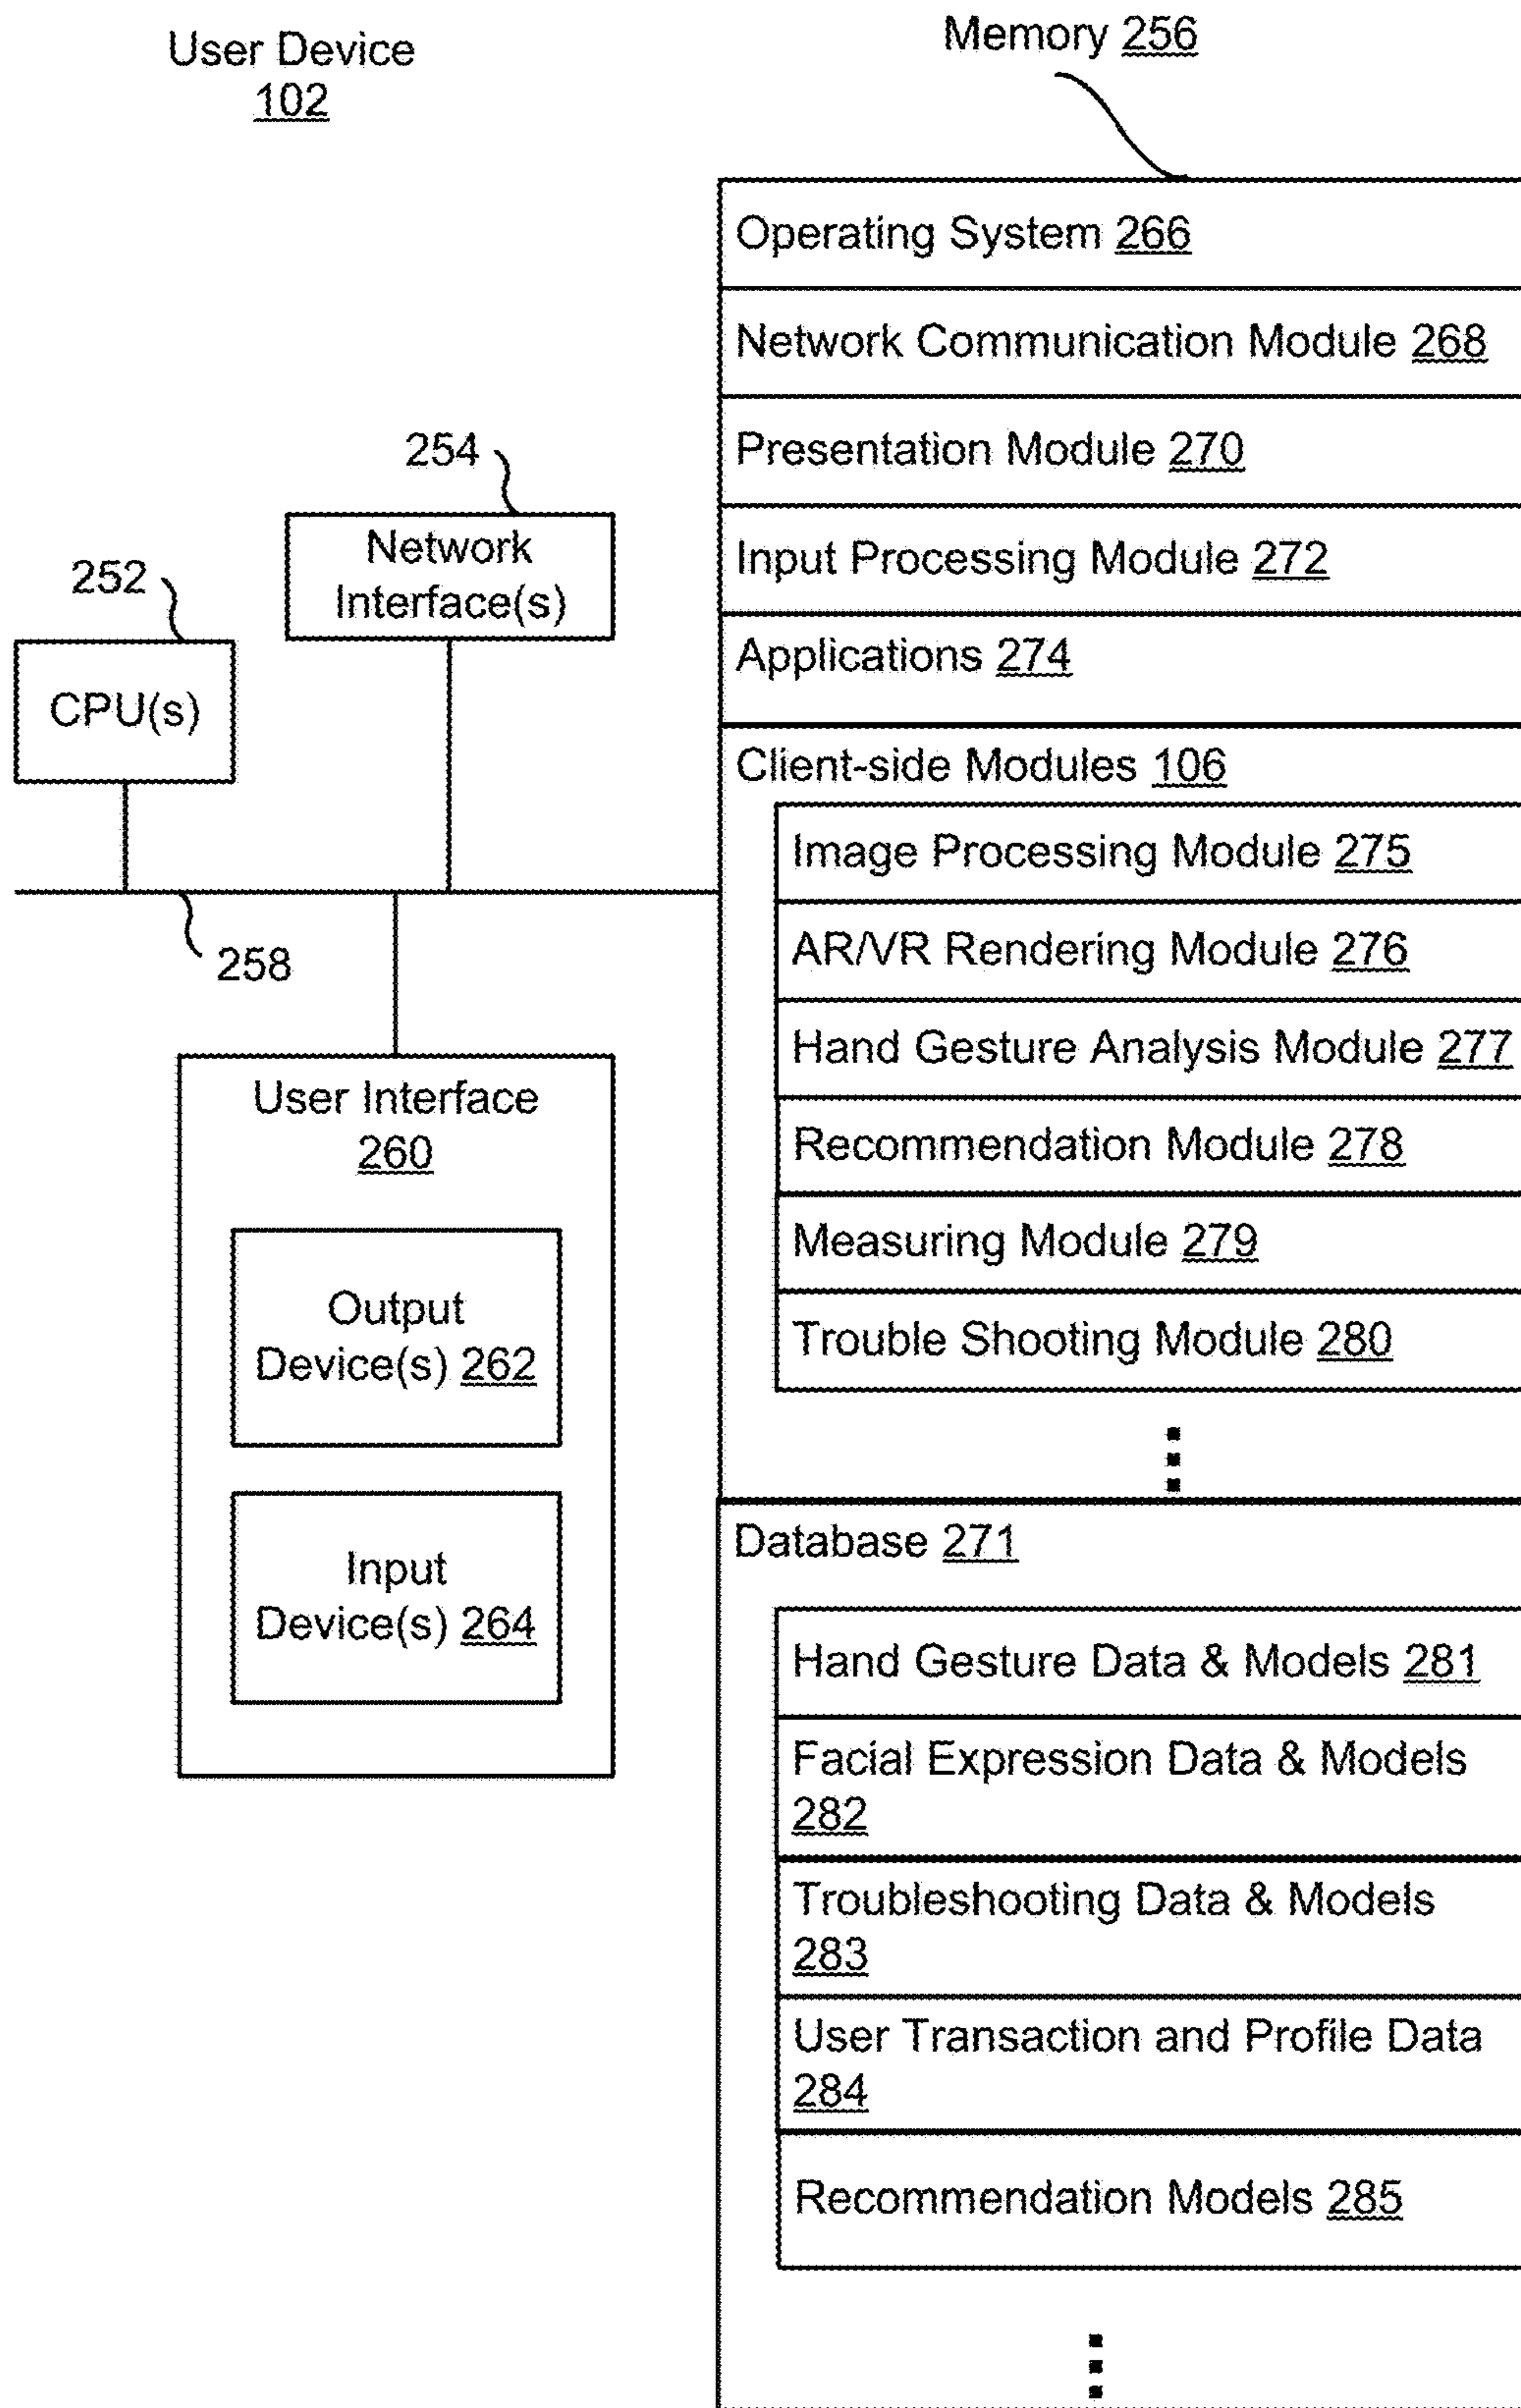 User Device
102
Memory 256
Operating System 266
Network Communication Module 268
Presentation Module 270
Input Processing Module 272
Applications 274
Client-side Modules 106
Image Processing Module 275
AR/VR Rendering Module 276
Hand Gesture Analysis Module 277
Recommendation Module 278
Measuring Module 279
Trouble Shooting Module 280
Database 271
Hand Gesture Data & Models 281
Facial Expression Data & Models
282
Troubleshooting Data & Models
283
User Transaction and Profile Data
284
Recommendation Models 285
254
Network
Interface(s)
252
CPU(s)
258
User Interface
260
Output
Device(s) 262
Input
Device(s) 264